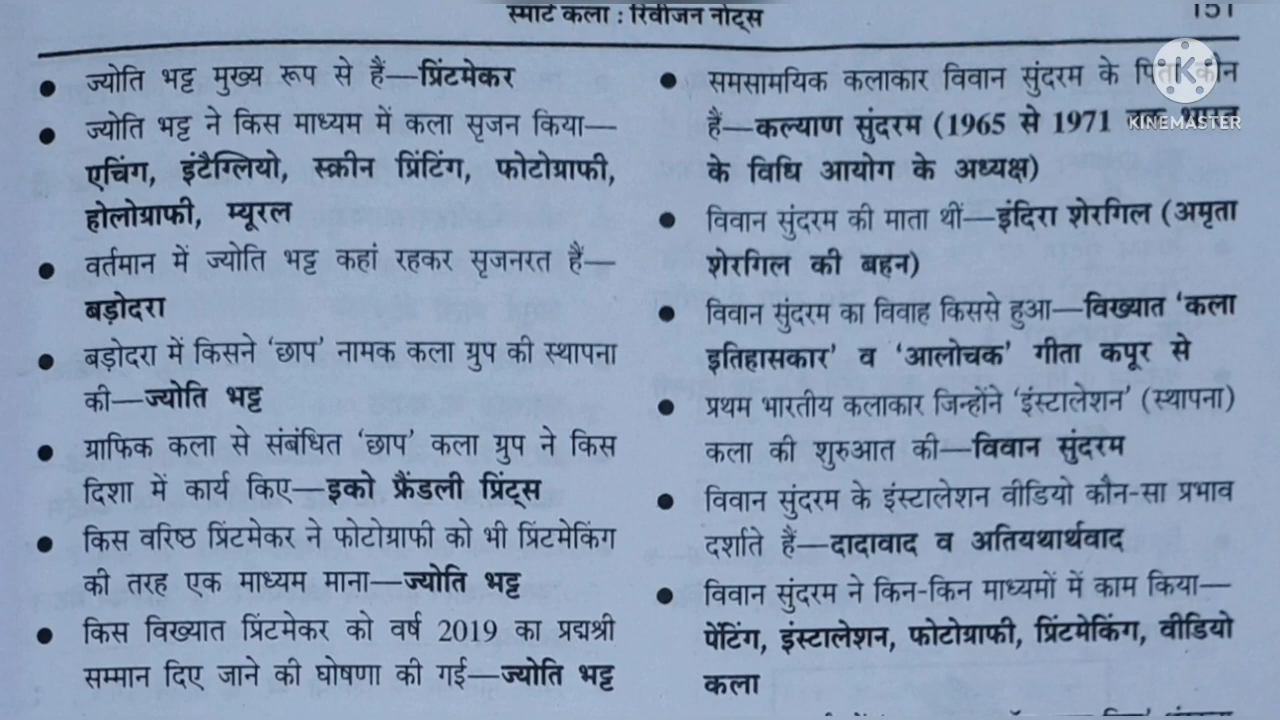 स्मार्ट कला : रिवीजन नोट्स
151
● ज्योति भट्ट मुख्य रूप से हैं—प्रिंटमेकर
● ज्योति भट्ट ने किस माध्यम में कला सृजन किया—
एचिंग, इंटैग्लियो, स्क्रीन प्रिंटिंग, फोटोग्राफी,
होलोग्राफी, म्यूरल
● वर्तमान में ज्योति भट्ट कहां रहकर सृजनरत हैं—
बड़ोदरा
● बड़ोदरा में किसने ‘छाप’ नामक कला ग्रुप की स्थापना
की—ज्योति भट्ट
● ग्राफिक कला से संबंधित ‘छाप’ कला ग्रुप ने किस
दिशा में कार्य किए—इको फ्रैंडली प्रिंट्स
● किस वरिष्ठ प्रिंटमेकर ने फोटोग्राफी को भी प्रिंटमेकिंग
की तरह एक माध्यम माना—ज्योति भट्ट
● किस विख्यात प्रिंटमेकर को वर्ष 2019 का प्रद्मश्री
सम्मान दिए जाने की घोषणा की गई—ज्योति भट्ट
● समसामयिक कलाकार विवान सुंदरम के पिता कौन
हैं—कल्याण सुंदरम (1965 से 1971
के विधि आयोग के अध्यक्ष)
● विवान सुंदरम की माता थीं—इंदिरा शेरगिल (अमृता
शेरगिल की बहन)
● विवान सुंदरम का विवाह किससे हुआ—विख्यात ‘कला
इतिहासकार’ व ‘आलोचक’ गीता कपूर से
● प्रथम भारतीय कलाकार जिन्होंने ‘इंस्टालेशन’ (स्थापना)
कला की शुरुआत की—विवान सुंदरम
● विवान सुंदरम के इंस्टालेशन वीडियो कौन-सा प्रभाव
दर्शाते हैं—दादावाद व अतियथार्थवाद
● विवान सुंदरम ने किन-किन माध्यमों में काम किया—
पेंटिंग, इंस्टालेशन, फोटोग्राफी, प्रिंटमेकिंग, वीडियो
कला
K
KINEMASTER